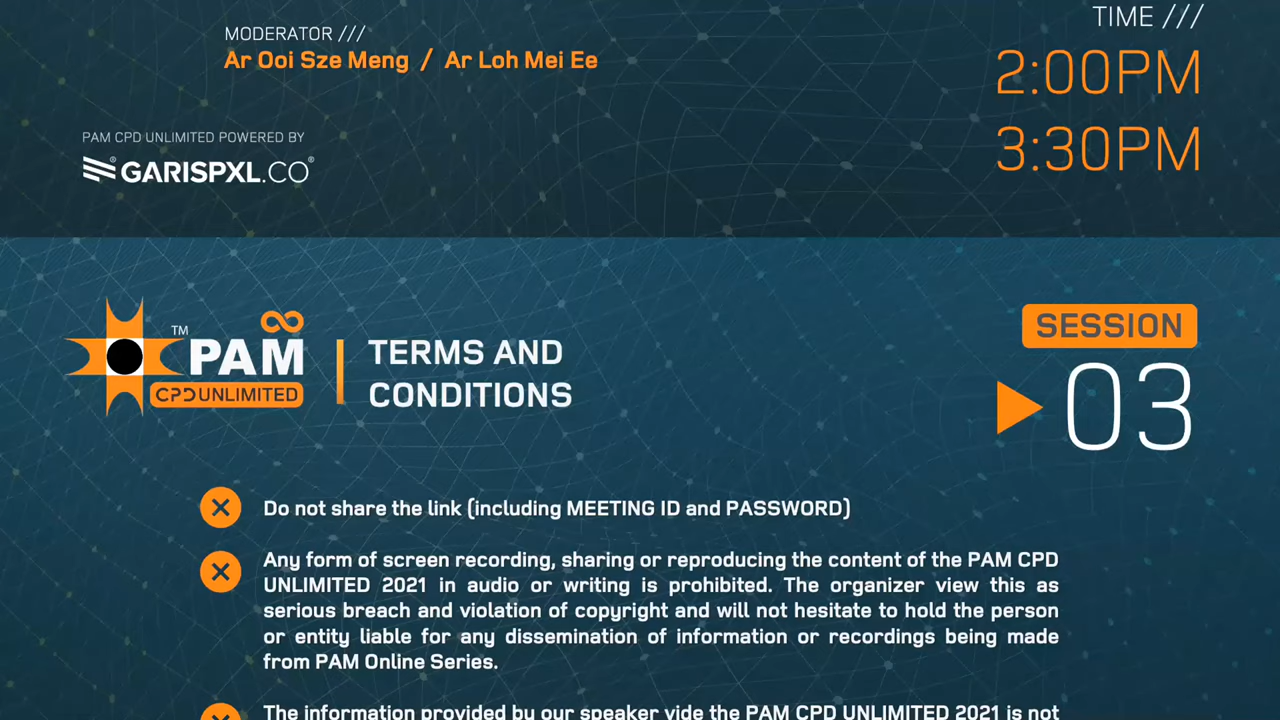 MODERATOR ///
Ar Ooi Sze Meng / Ar Loh Mei Ee
TIME ///
2:00PM
3:30PM
PAM CPD UNLIMITED POWERED BY
GARISPXL.CO
PAM
CPD UNLIMITED
TM
TERMS AND
CONDITIONS
SESSION
03
Do not share the link (including MEETING ID and PASSWORD)
Any form of screen recording, sharing or reproducing the content of the PAM CPD
UNLIMITED 2021 in audio or writing is prohibited. The organizer view this as
serious breach and violation of copyright and will not hesitate to hold the person
or entity liable for any dissemination of information or recordings being made
from PAM Online Series.
The information provided by our speaker vide the PAM CPD UNLIMITED 2021 is not